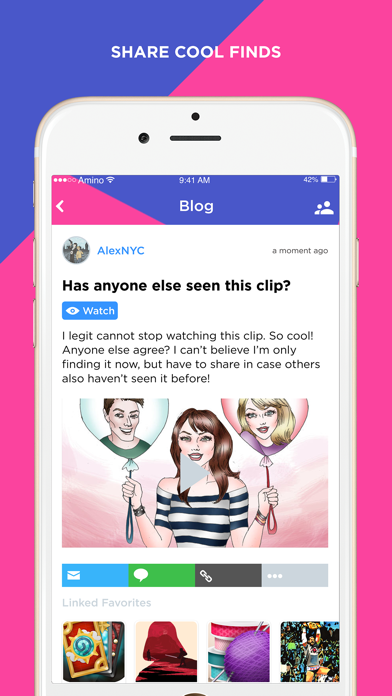 SHARE COOL FINDS
Amino 9:41 AM 42%
Blog
AlexNYC a moment ago
Has anyone else seen this clip?
Watch
I legit cannot stop watching this clip. So cool!
Anyone else agree? I can't believe I'm only
finding it now, but have to share in case others
also haven't seen it before!
Linked Favorites